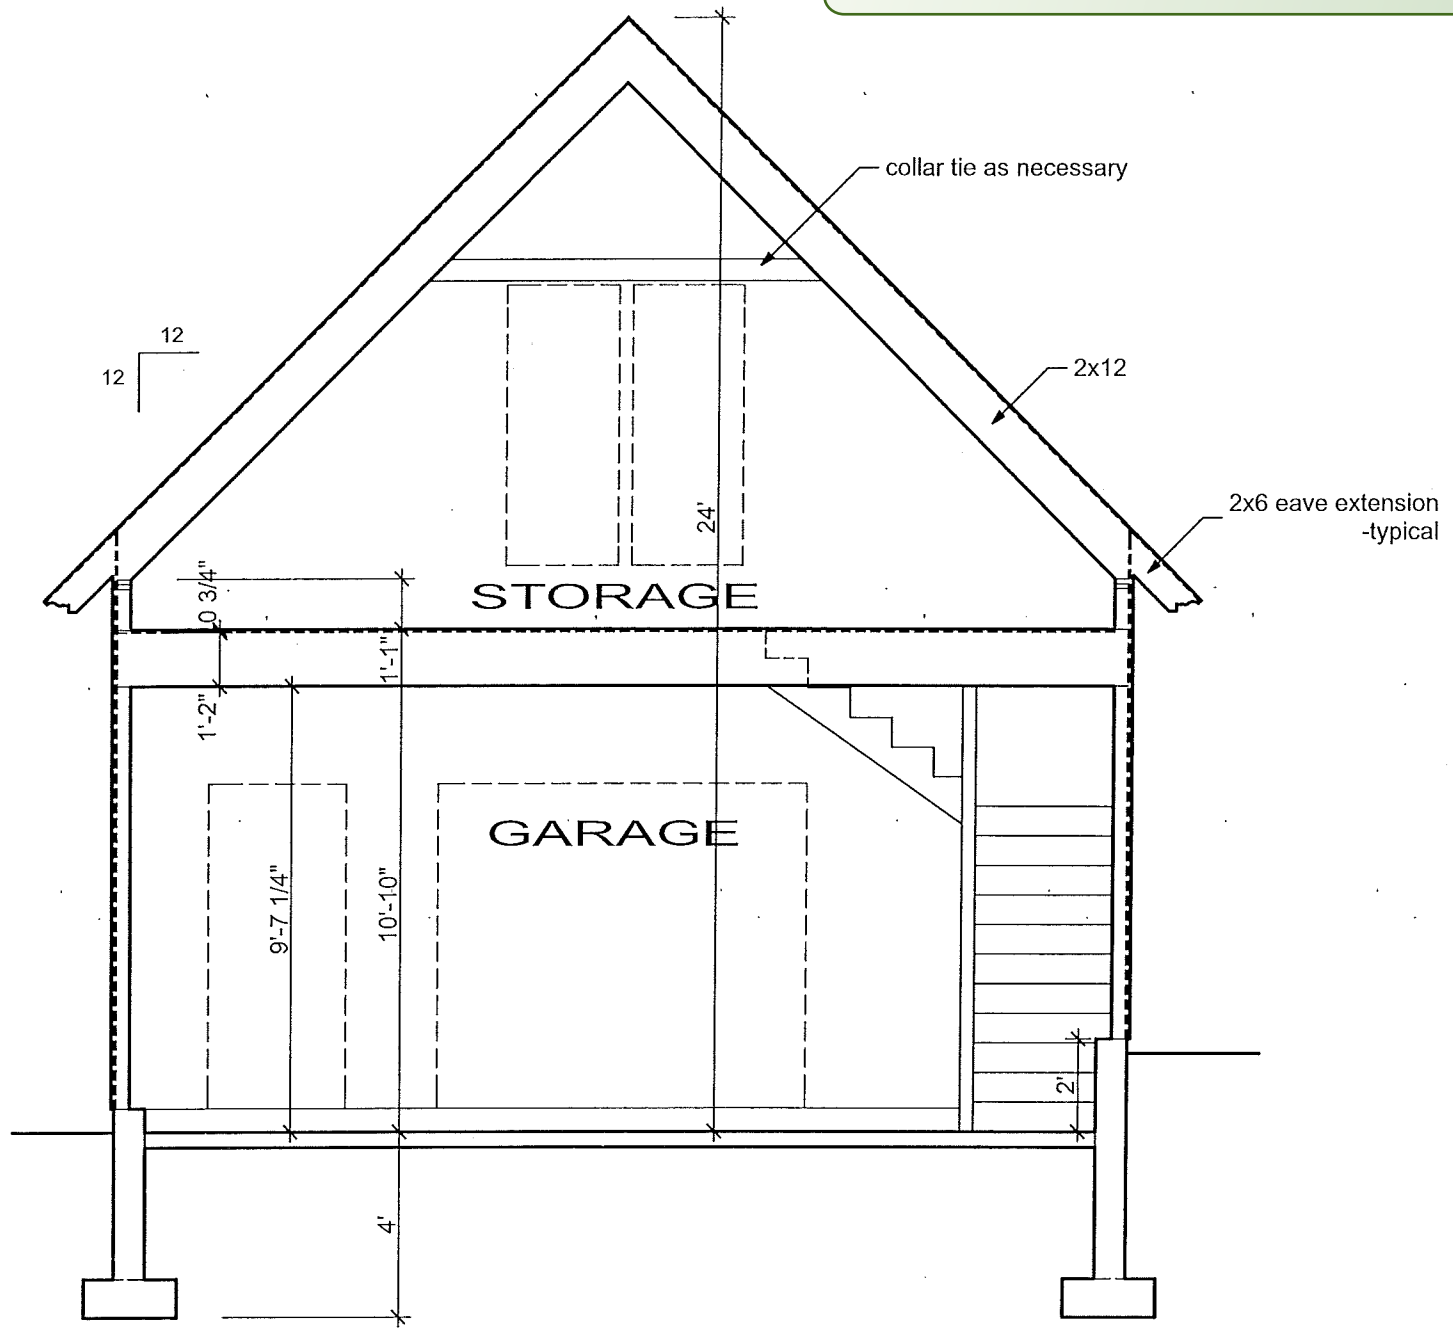 collar tie as necessary
12
12
2x12
2x6 eave extension
-typical
24'
0 3/4"
STORAGE
1'-1"
1'-2"
GARAGE
9'-7 1/4"
10'-10"
2'
4'